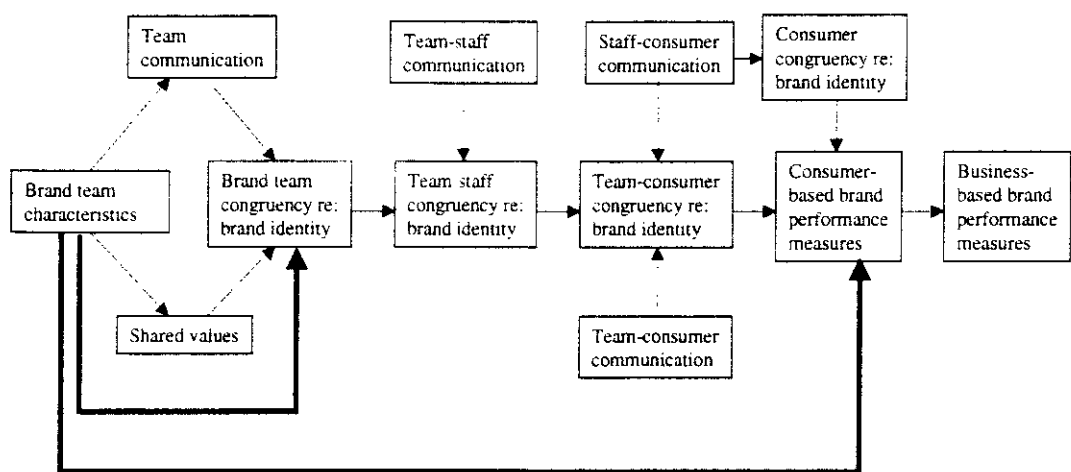 Team
communication
Team-staff
communication
Staff-consumer
communication
Consumer
congruency re:
brand identity
Brand team
characteristics
Brand team
congruency re:
brand identity
Team staff
congruency re:
brand identity
Team-consumer
congruency re:
brand identity
Consumer-
based brand
performance
measures
Business-
based brand
performance
measures
Shared values
Team-consumer
communication